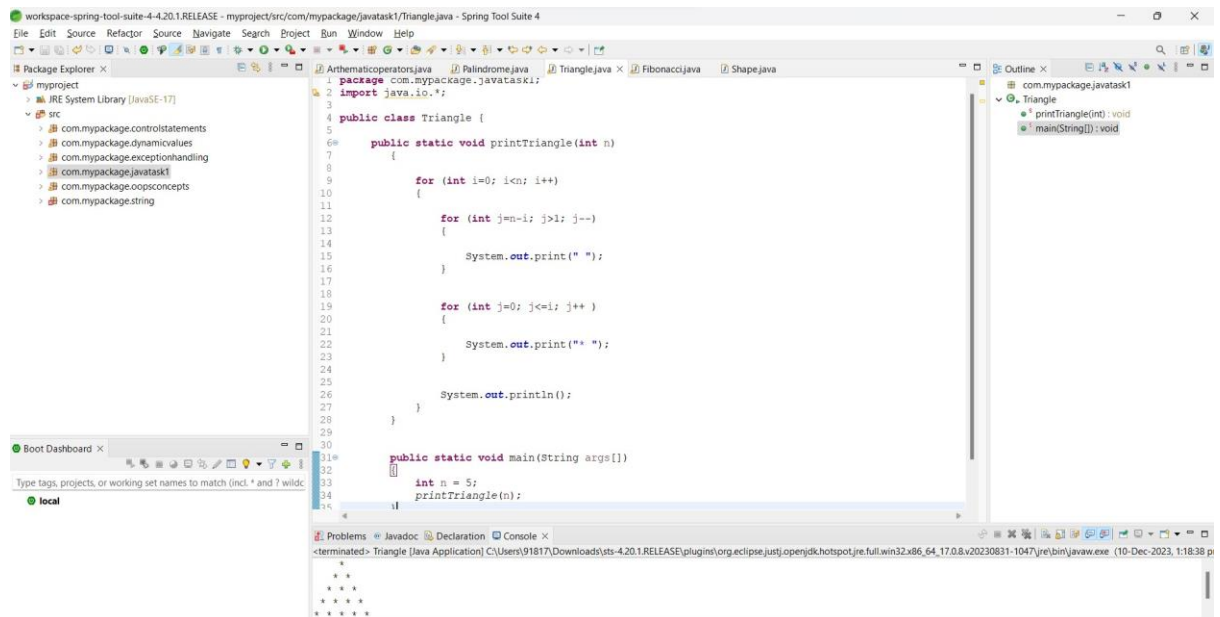 workspace-spring-tool-suite-4-4.20.1.RELEASE - myproject/src/com/mypackage/javatask1/Triangle.java - Spring Tool Suite 4
File Edit Source Refactor Source Navigate Search Project Run Window Help
Package Explorer
myproject
JRE System Library [JavaSE-17]
src
com.mypackage.controlstatements
com.mypackage.dynamicvalues
com.mypackage.exceptionhandling
com.mypackage.javatask1
com.mypackage.oopsconcepts
com.mypackage.string
Boot Dashboard
Type tags, projects, or working set names to match (incl. * and ? wildc
local
Arthematicoperators.java Palindrome.java Triangle.java Fibonacci.java Shape.java
1 package com.mypackage.javatask1;
2 import java.io.*;
3
4 public class Triangle {
5
6 public static void printTriangle(int n)
7 {
8
9 for (int i=0; i<n; i++)
10 {
11
12 for (int j=n-i; j>1; j--)
13 {
14
15 System.out.print(" ");
16 }
17
18
19 for (int j=0; j<=i; j++ )
20 {
21
22 System.out.print("* ");
23 }
24
25
26 System.out.println();
27 }
28 }
29
30
31 public static void main(String args[])
32 {
33 int n = 5;
34 printTriangle(n);
35 }
Outline
com.mypackage.javatask1
Triangle
printTriangle(int) : void
main(String[]) : void
Problems Javadoc Declaration Console
<terminated> Triangle [Java Application] C:\Users\91817\Downloads\sts-4.20.1.RELEASE\plugins\org.eclipse.justj.openjdk.hotspot.jre.full.win32.x86_64_17.0.8.v20230831-1047\jre\bin\javaw.exe (10-Dec-2023, 1:18:38 p
*
* *
* * *
* * * *
* * * * *